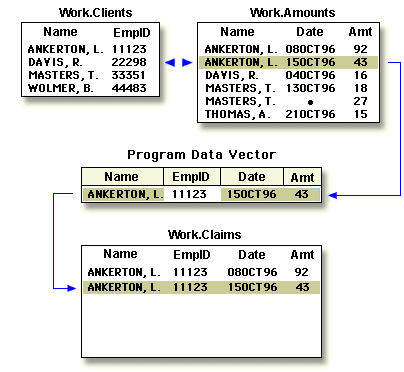 Work.Clients
Name EmpID
ANKERTON, L. 11123
DAVIS, R. 22298
MASTERS, T. 33351
WOLMER, B. 44483
Work.Amounts
Name Date Amt
ANKERTON, L. 08OCT96 92
ANKERTON, L. 15OCT96 43
DAVIS, R. 04OCT96 16
MASTERS, T. 13OCT96 18
MASTERS, T. • 27
THOMAS, A. 21OCT96 15
Program Data Vector
Name EmpID Date Amt
ANKERTON, L. 11123 15OCT96 43
Work.Claims
Name EmpID Date Amt
ANKERTON, L. 11123 08OCT96 92
ANKERTON, L. 11123 15OCT96 43